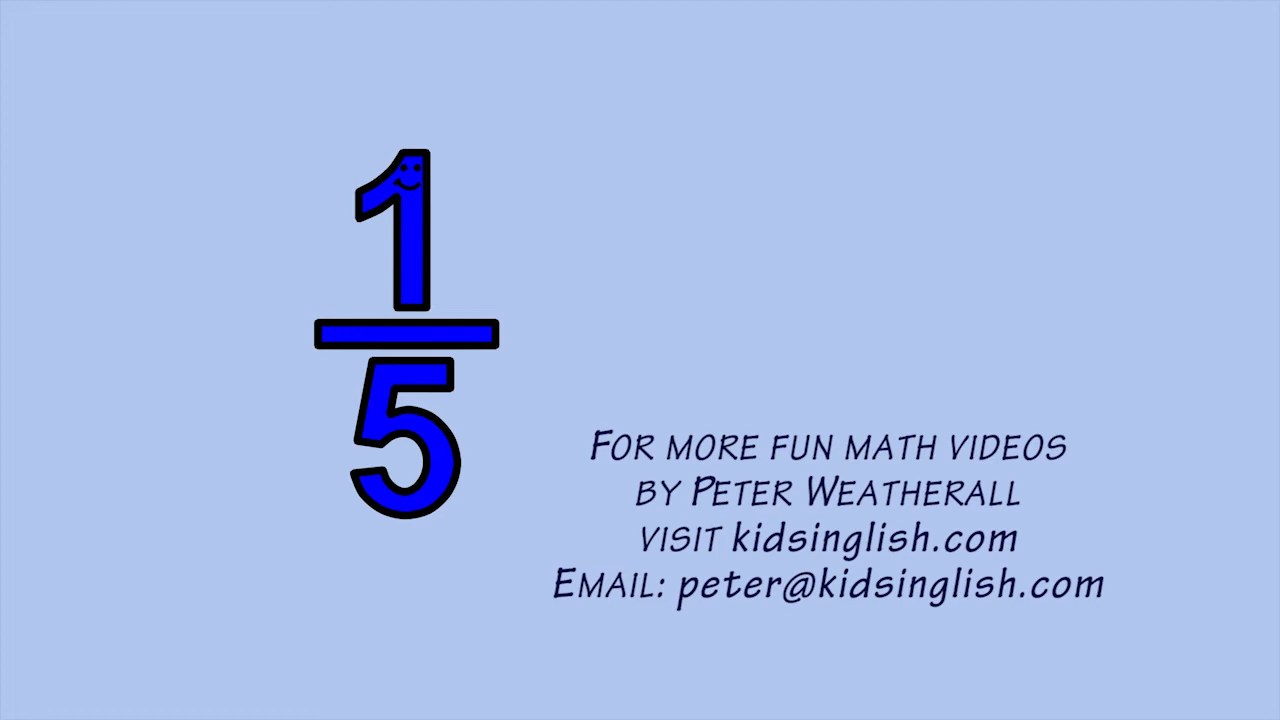 1
5
For more fun math videos
by Peter Weatherall
visit kidsinglish.com
Email: peter@kidsinglish.com